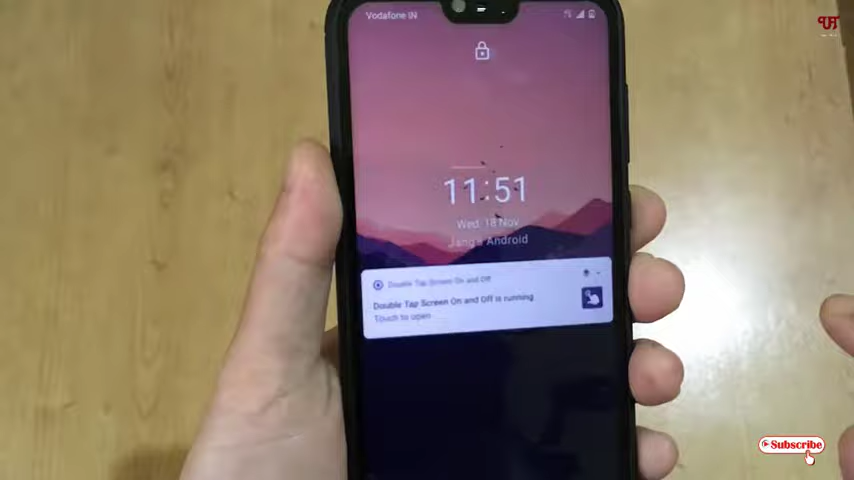 Vodafone IN
11:51
Wed, 18 Nov
Jang's Android
Double Tap Screen On and Off
Double Tap Screen On and Off is running
Touch to open
Subscribe